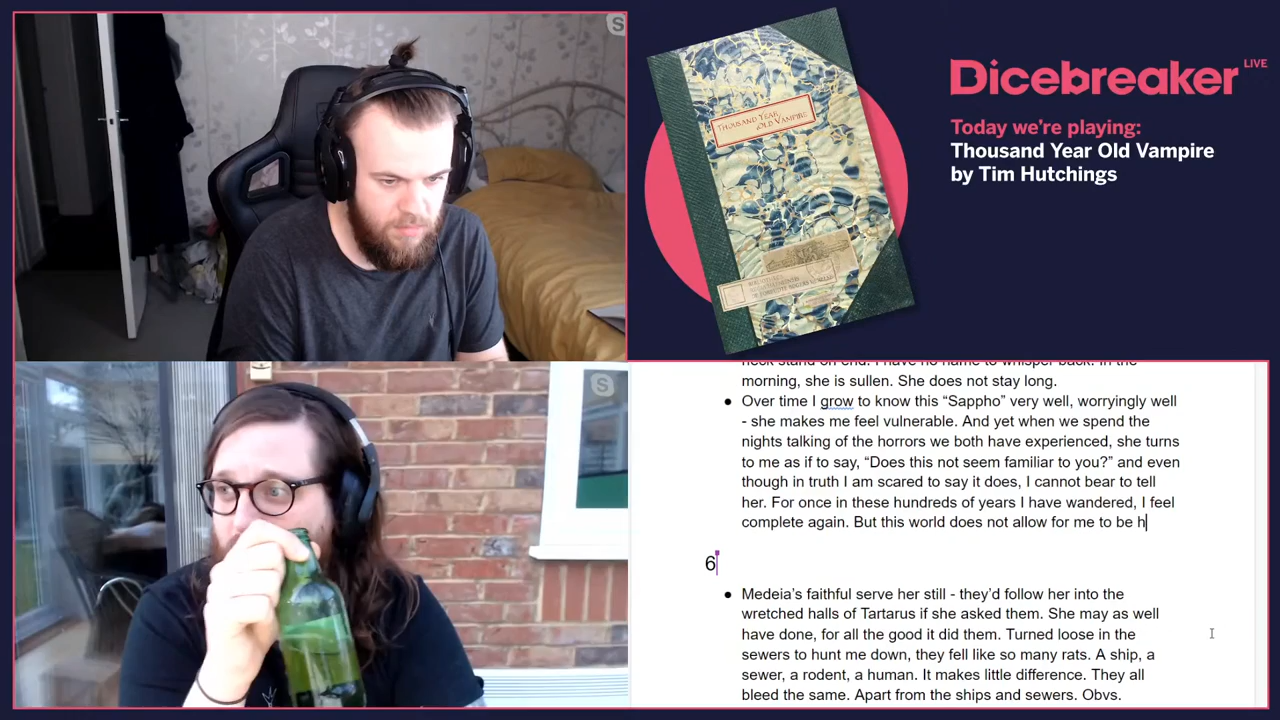 Dicebreaker LIVE
Today we're playing:
Thousand Year Old Vampire
by Tim Hutchings
THOUSAND YEAR
OLD VAMPIRE
morning, she is sullen. She does not stay long.
● Over time I grow to know this “Sappho” very well, worryingly well
- she makes me feel vulnerable. And yet when we spend the
nights talking of the horrors we both have experienced, she turns
to me as if to say, “Does this not seem familiar to you?” and even
though in truth I am scared to say it does, I cannot bear to tell
her. For once in these hundreds of years I have wandered, I feel
complete again. But this world does not allow for me to be h
6
● Medeia’s faithful serve her still - they’d follow her into the
wretched halls of Tartarus if she asked them. She may as well
have done, for all the good it did them. Turned loose in the
sewers to hunt me down, they fell like so many rats. A ship, a
sewer, a rodent, a human. It makes little difference. They all
bleed the same. Apart from the ships and sewers. Obvs.